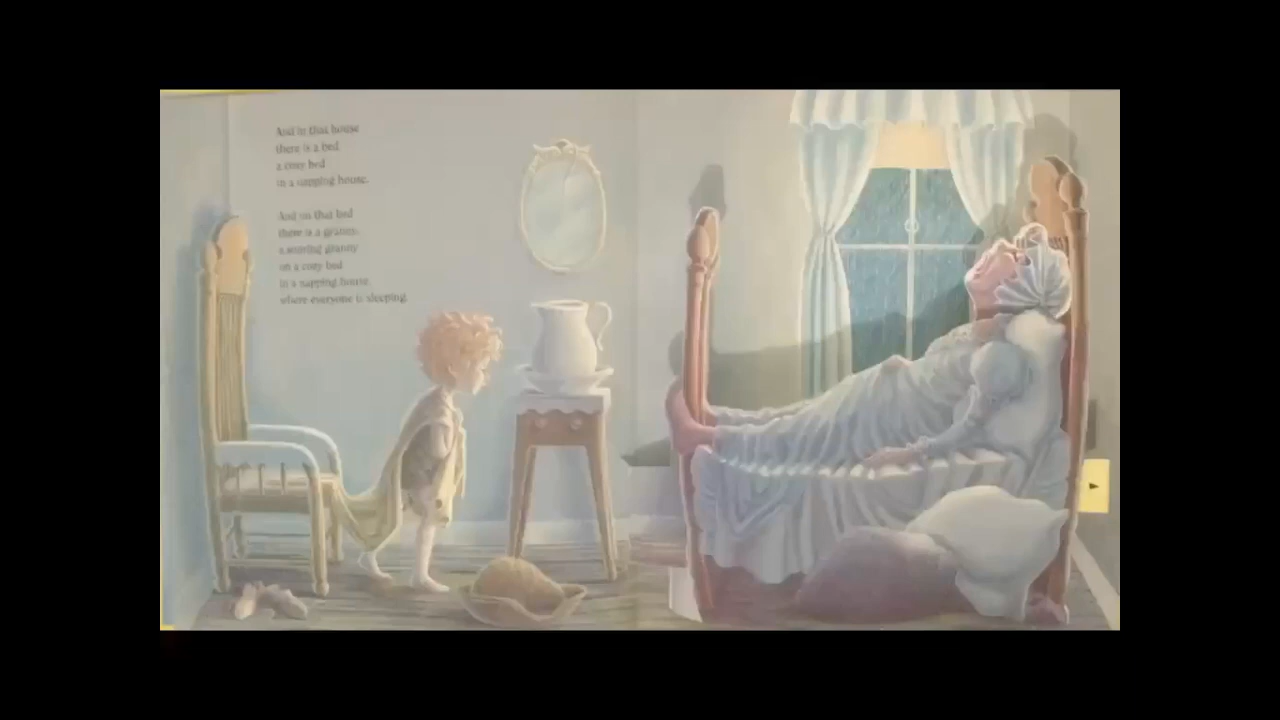 And in that house
there is a bed
a cozy bed
in a napping house.
And on that bed
there is a granny,
a snoring granny
on a cozy bed
in a napping house,
where everyone is sleeping.